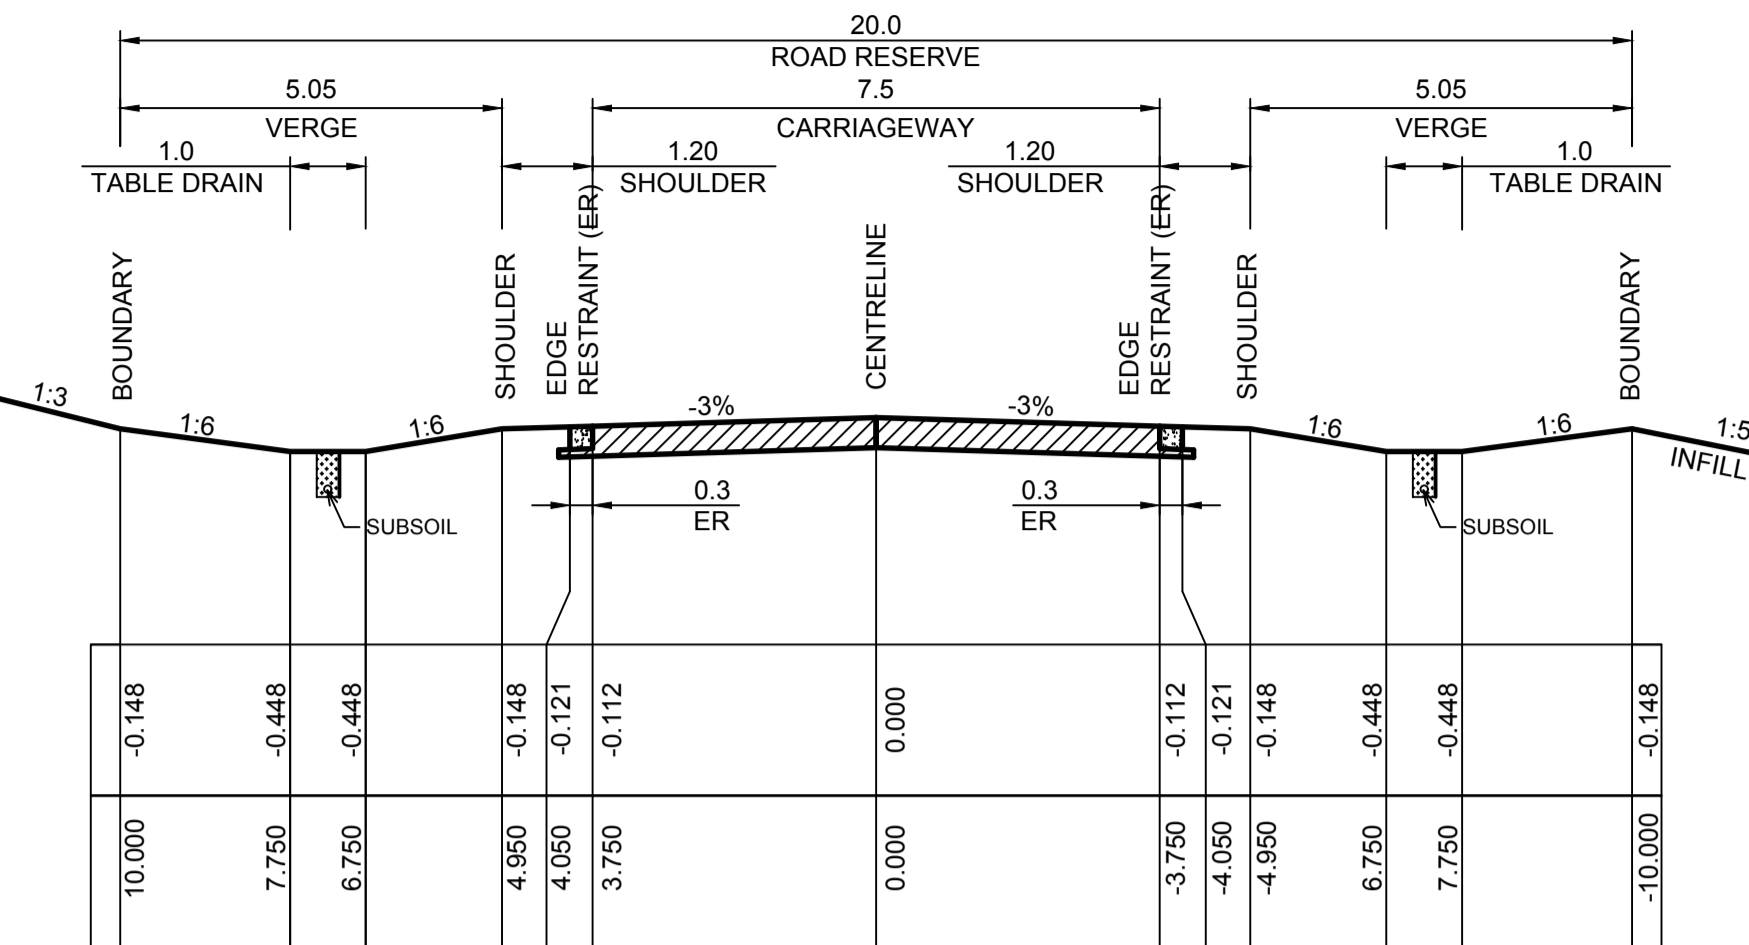 20.0
ROAD RESERVE
5.05
7.5
5.05
VERGE
CARRIAGEWAY
VERGE
1.0
1.20
1.20
1.0
TABLE DRAIN
SHOULDER
SHOULDER
TABLE DRAIN
BOUNDARY
SHOULDER
EDGE
RESTRAINT (ER)
CENTRELINE
EDGE
RESTRAINT (ER)
SHOULDER
BOUNDARY
1:3
1:6
1:6
-3%
-3%
1:6
1:6
1:5
INFILL
0.3
ER
0.3
ER
SUBSOIL
SUBSOIL
-0.148
-0.448
-0.448
-0.148
-0.121
-0.112
0.000
-0.112
-0.121
-0.148
-0.448
-0.448
-0.148
10.000
7.750
6.750
4.950
4.050
3.750
0.000
-3.750
-4.050
-4.950
6.750
7.750
-10.000